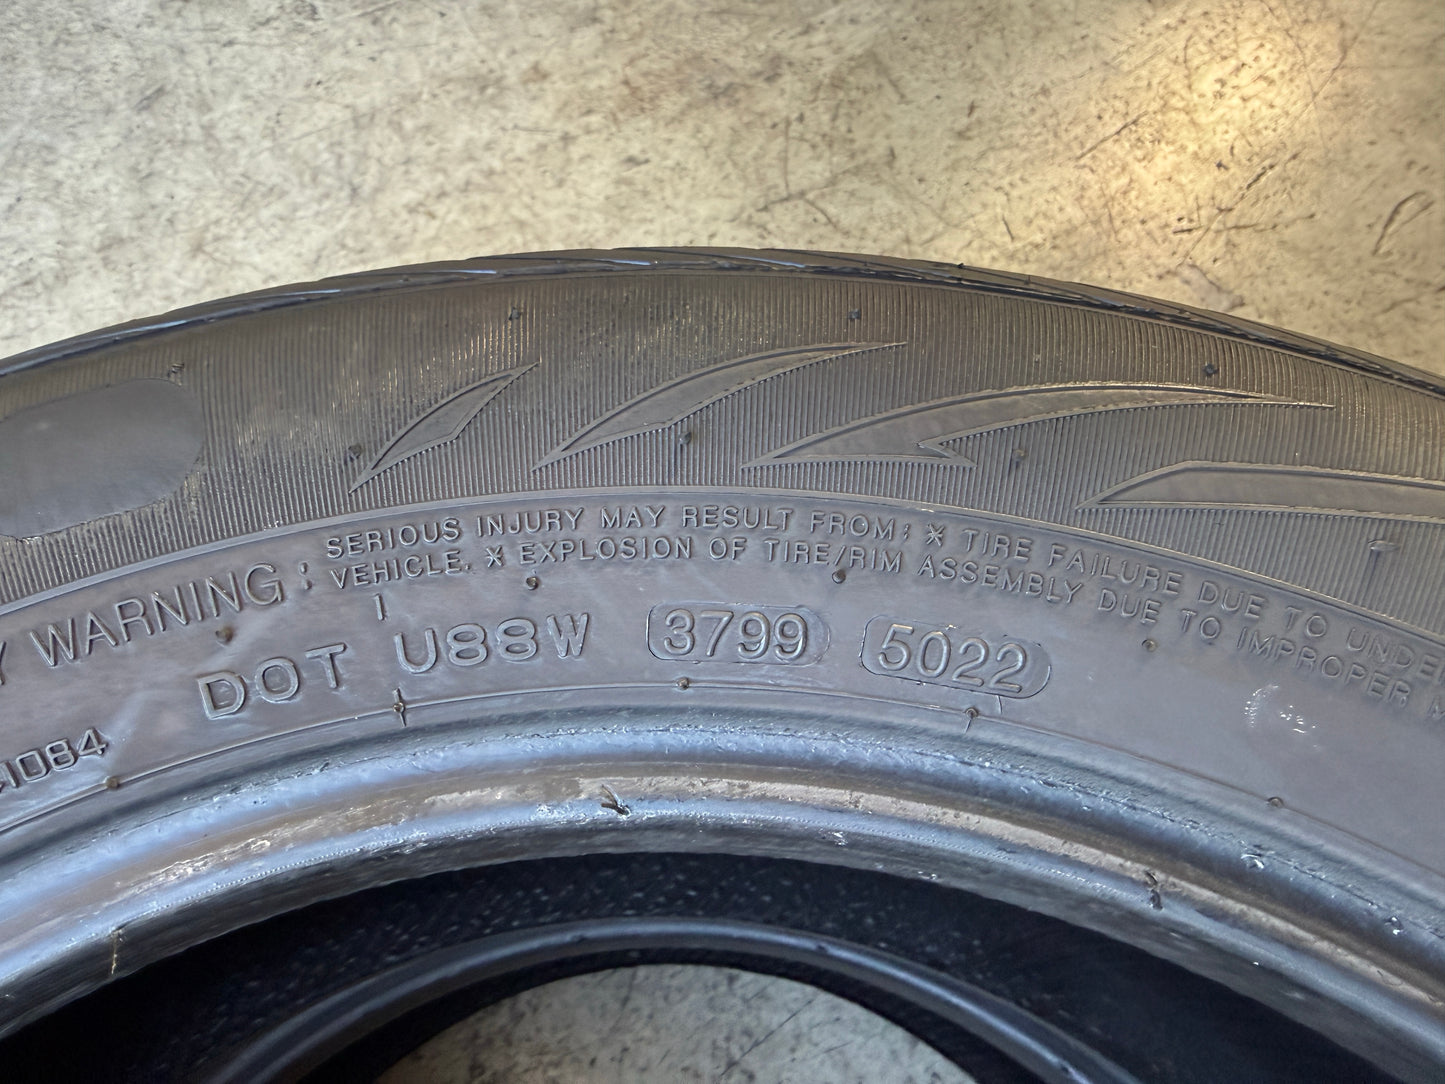 SERIOUS INJURY MAY RESULT FROM: * TIRE FAILURE DUE TO
Y WARNING: VEHICLE. * EXPLOSION OF TIRE/RIM ASSEMBLY DUE TO IMPROPER
DOT U88W 3799 5022
1084